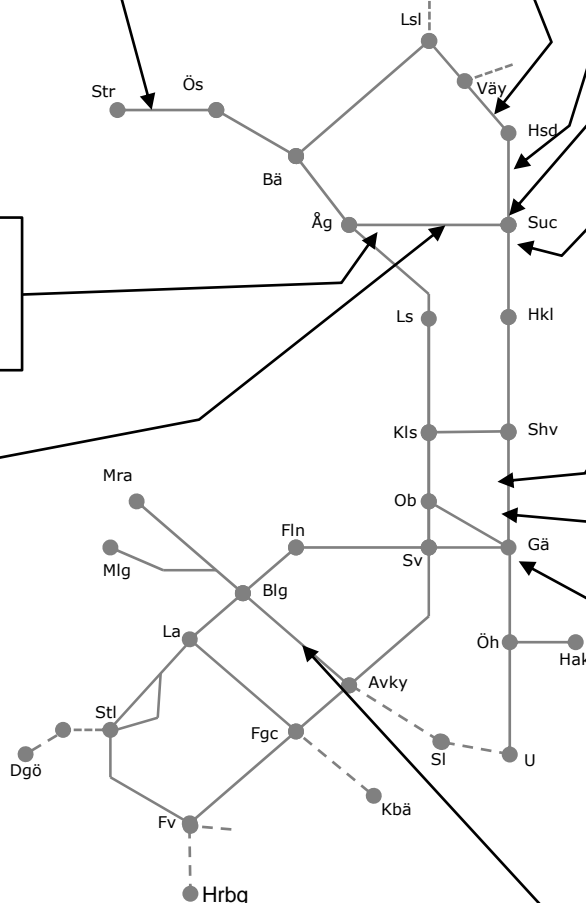 Lsl
Väy
Str
Ös
Hsd
Bä
Åg
Suc
Ls
Hkl
Kls
Shv
Mra
Ob
Fln
Mlg
Sv
Gä
Blg
La
Öh
Hak
Avky
Stl
Fgc
Sl
U
Dgö
Kbä
Fv
Hrbg